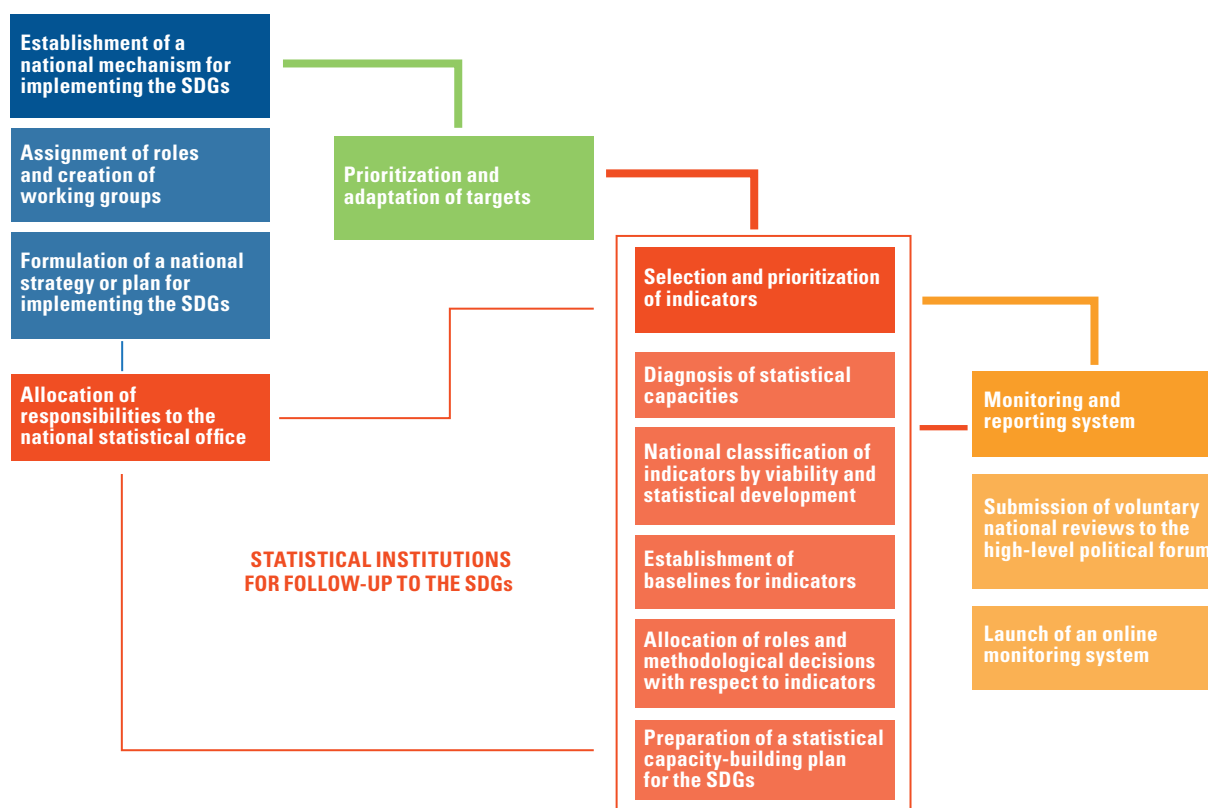 Establishment of a
national mechanism for
implementing the SDGs
Assignment of roles
and creation of
working groups
Formulation of a national
strategy or plan for
implementing the SDGs
Allocation of
responsibilities to the
national statistical office
Prioritization and
adaptation of targets
STATISTICAL INSTITUTIONS
FOR FOLLOW-UP TO THE SDGs
Selection and prioritization
of indicators
Diagnosis of statistical
capacities
National classification of
indicators by viability and
statistical development
Establishment of
baselines for indicators
Allocation of roles and
methodological decisions
with respect to indicators
Preparation of a statistical
capacity-building plan
for the SDGs
Monitoring and
reporting system
Submission of voluntary
national reviews to the
high-level political forum
Launch of an online
monitoring system